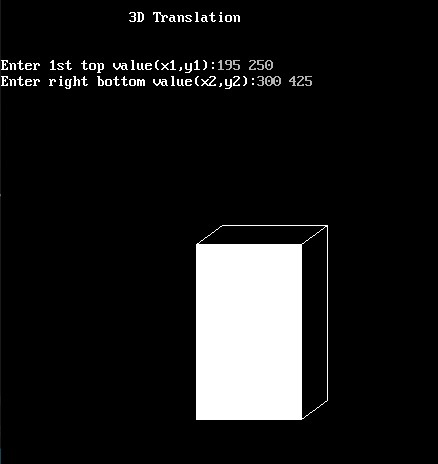 3D Translation
Enter 1st top value(x1,y1):195 250
Enter right bottom value(x2,y2):300 425